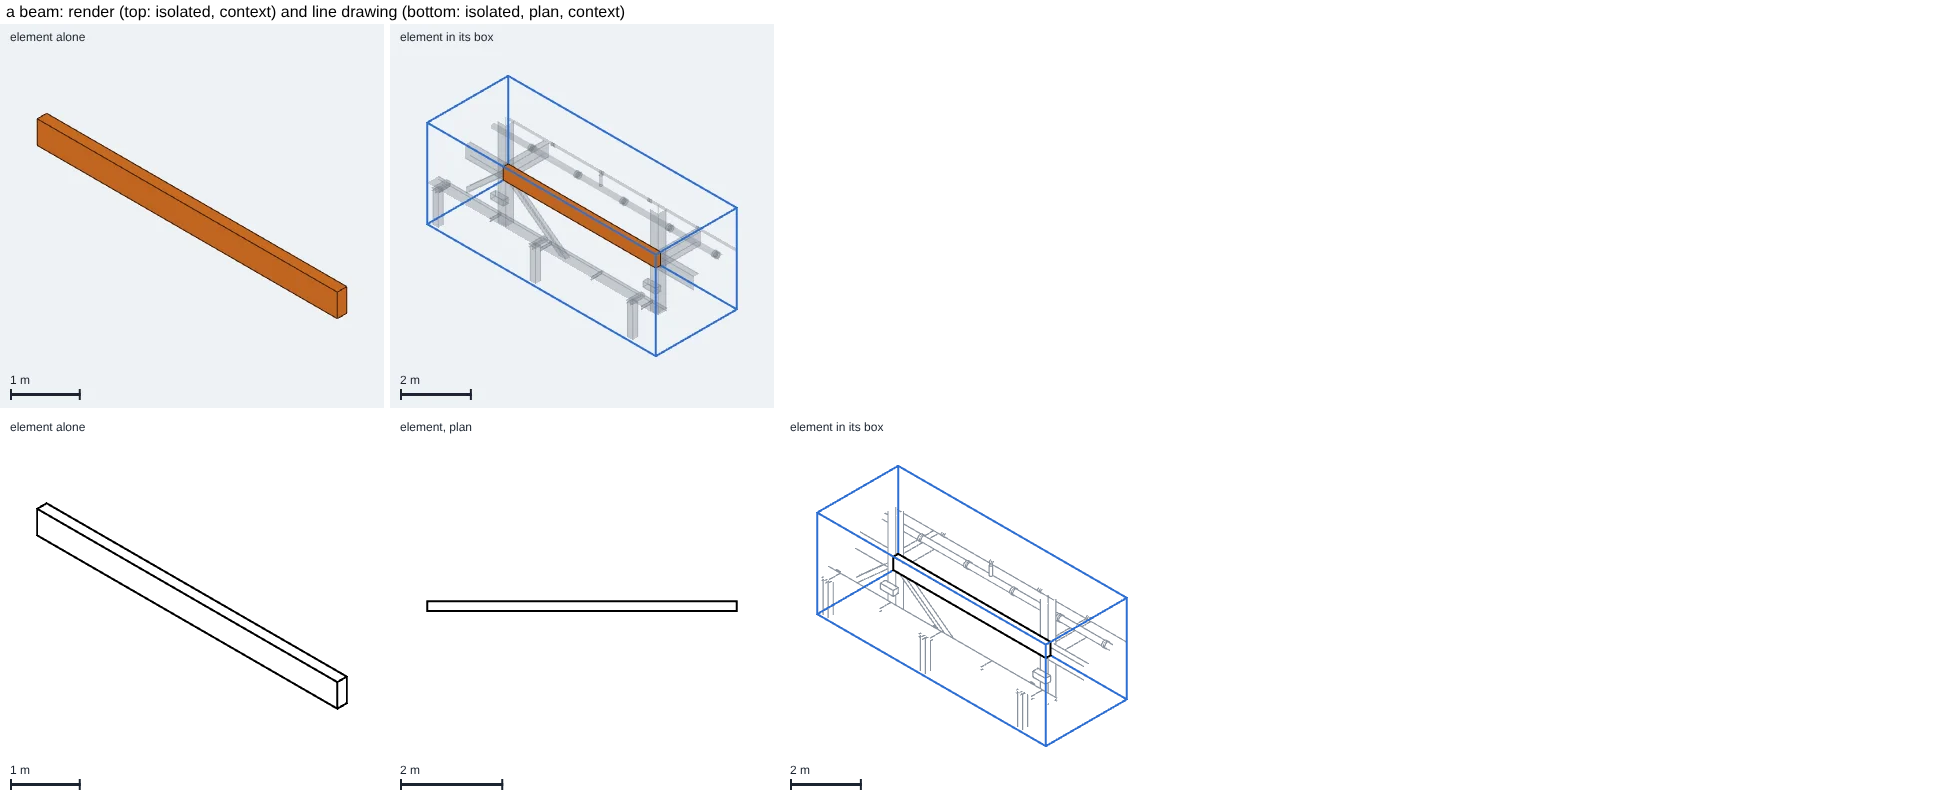 a beam: render (top: isolated, context) and line drawing (bottom: isolated, plan, context)
element alone
element in its box
1 m
2 m
element alone
element, plan
element in its box
1 m
2 m
2 m